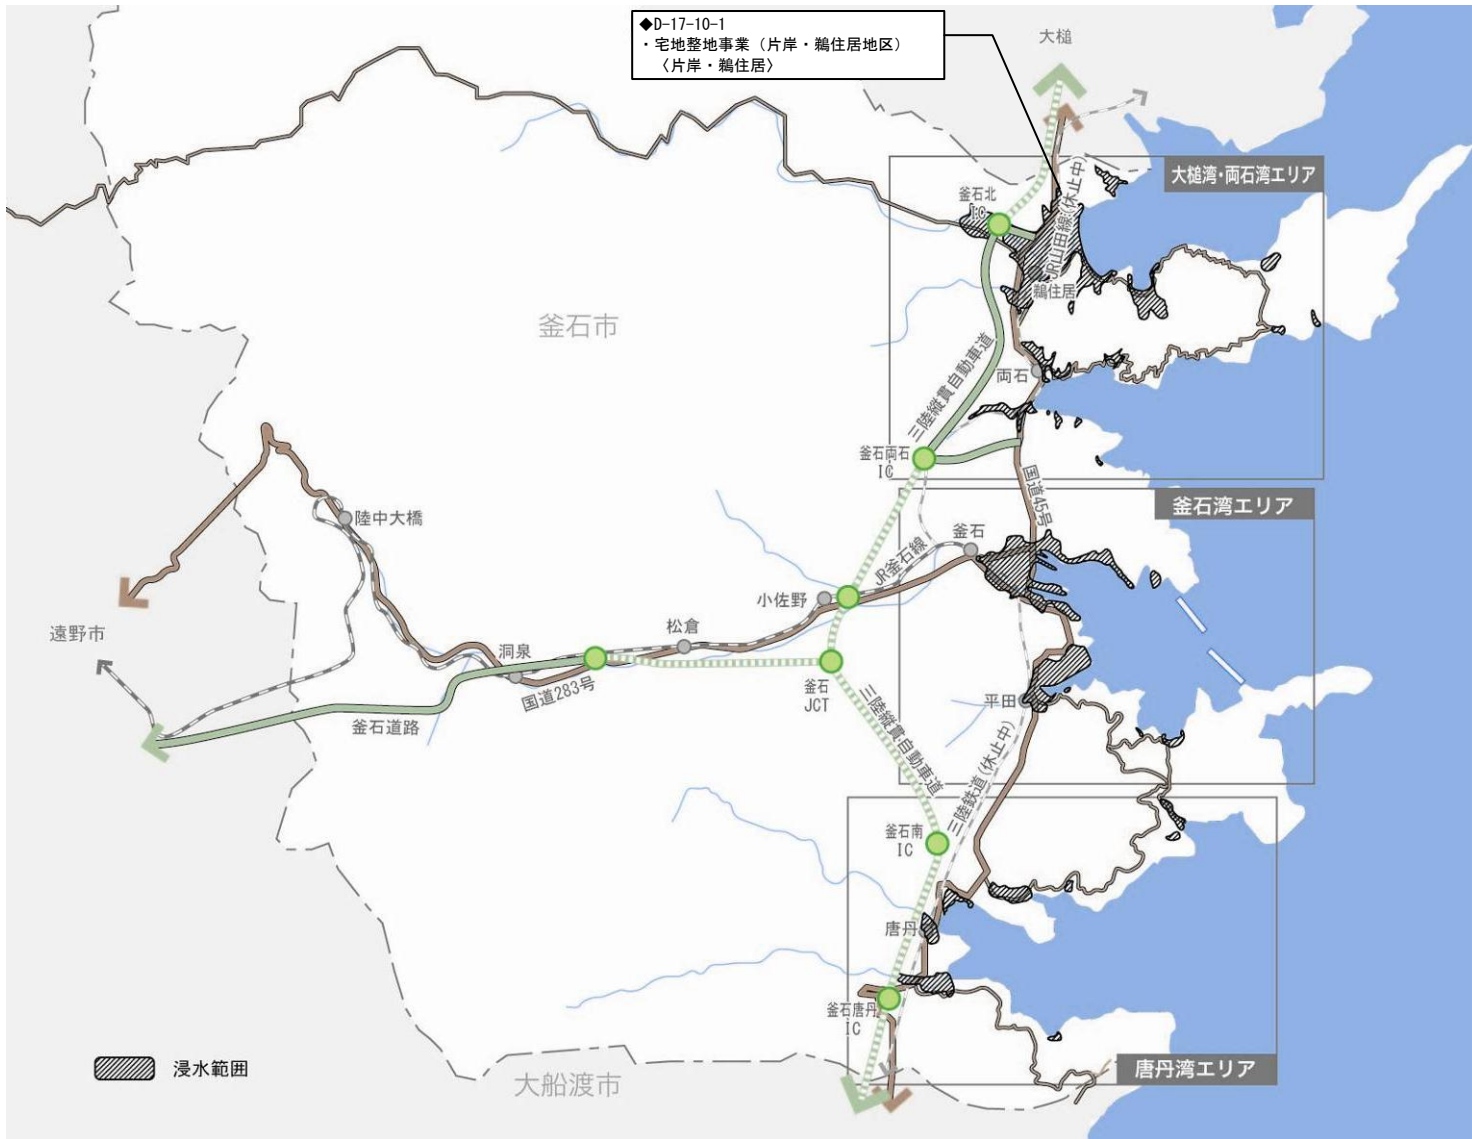 ◆D-17-10-1
・宅地整地事業（片岸・鵜住居地区）
〈片岸・鵜住居〉
大槌
大槌湾・両石湾エリア
釜石北
IC
JR山田線(休止中)
鵜住居
釜石市
三陸縦貫自動車道
両石
釜石両石
IC
国道45号
釜石湾エリア
陸中大橋
釜石
JR釜石線
小佐野
遠野市
松倉
洞泉
国道283号
釜石
JCT
釜石道路
平田
三陸縦貫自動車道
三陸鉄道(休止中)
釜石南
IC
唐丹
釜石唐丹
IC
浸水範囲
唐丹湾エリア
大船渡市